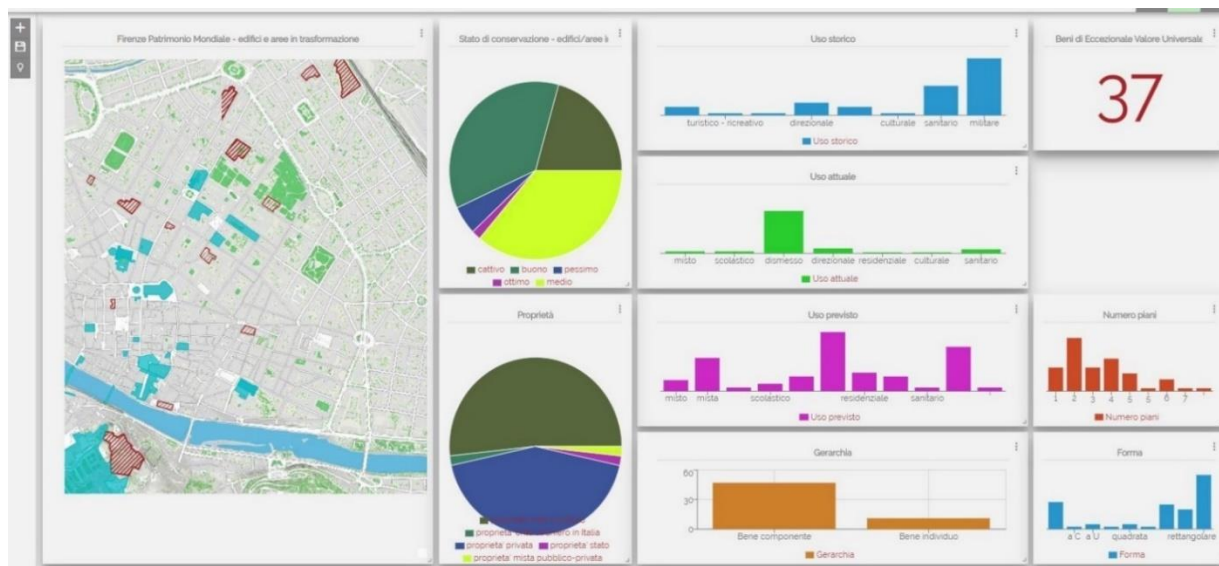 Firenze Patrimonio Mondiale - edifici e aree in trasformazione
Stato di conservazione - edifici/aree i
cattivo buono pessimo
ottimo medio
Proprietà
in Italia
proprieta' privata proprieta' stato
proprieta' mista pubblico-privata
Uso storico
turistico - ricreativo direzionale culturale sanitario militare
Uso storico
Uso attuale
misto scolastico dismesso direzionale residenziale culturale sanitario
Uso attuale
Uso previsto
misto mista scolastico residenziale sanitario
Uso previsto
Gerarchia
60
30
0
Bene componente Bene individuo
Gerarchia
Beni di Eccezionale Valore Universale
37
Numero piani
1 2 3 4 5 5 6 7
Numero piani
Forma
a C a U quadrata rettangolare
Forma